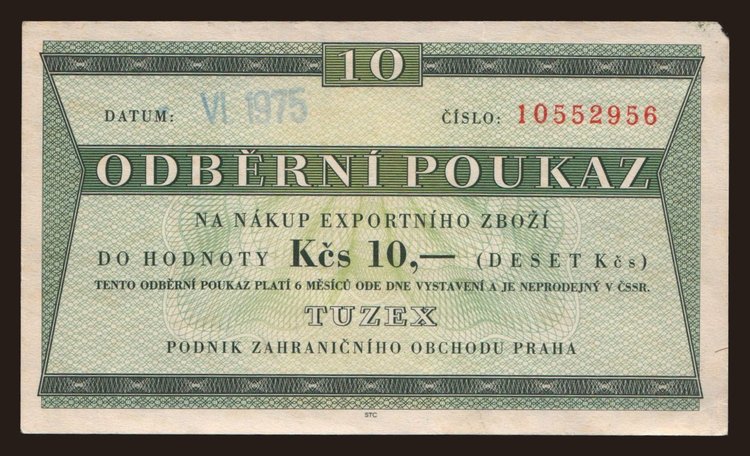 10
DATUM: VI. 1975 ČÍSLO: 10552956
ODBĚRNÍ POUKAZ
NA NÁKUP EXPORTNÍHO ZBOŽÍ
DO HODNOTY Kčs 10,— (DESET Kčs)
TENTO ODBĚRNÍ POUKAZ PLATÍ 6 MĚSÍCŮ ODE DNE VYSTAVENÍ A JE NEPRODEJNÝ V ČSSR.
TUZEX
PODNIK ZAHRANIČNÍHO OBCHODU PRAHA
STC